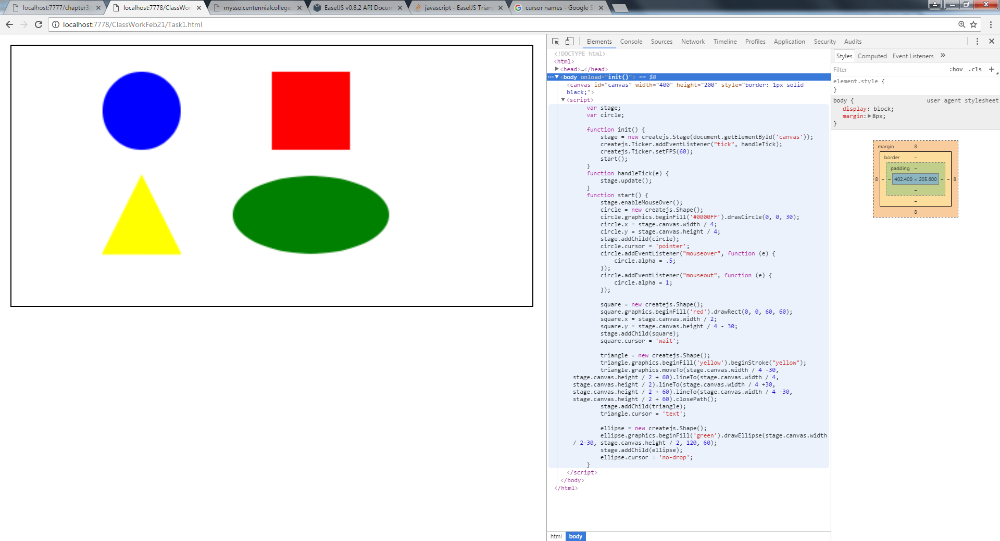 localhost:7777/chapter3/
localhost:7778/ClassWor
mysso.centennialcollege.
EaselJS v0.8.2 API Docum
javascript - EaselJS Triang
cursor names - Google S
localhost:7778/ClassWorkFeb21/Task1.html
Elements Console Sources Network Timeline Profiles Application Security Audits
<!DOCTYPE html>
<html>
<head>…</head>
<body onload="init()"> == $0
<canvas id="canvas" width="400" height="200" style="border: 1px solid
black;">
<script>
var stage;
var circle;
function init() {
stage = new createjs.Stage(document.getElementById('canvas'));
createjs.Ticker.addEventListener("tick", handleTick);
createjs.Ticker.setFPS(60);
start();
}
function handleTick(e) {
stage.update();
}
function start() {
stage.enableMouseOver();
circle = new createjs.Shape();
circle.graphics.beginFill('#0000FF').drawCircle(0, 0, 30);
circle.x = stage.canvas.width / 4;
circle.y = stage.canvas.height / 4;
stage.addChild(circle);
circle.cursor = 'pointer';
circle.addEventListener("mouseover", function (e) {
circle.alpha = .5;
});
circle.addEventListener("mouseout", function (e) {
circle.alpha = 1;
});
square = new createjs.Shape();
square.graphics.beginFill('red').drawRect(0, 0, 60, 60);
square.x = stage.canvas.width / 2;
square.y = stage.canvas.height / 4 - 30;
stage.addChild(square);
square.cursor = 'wait';
triangle = new createjs.Shape();
triangle.graphics.beginFill('yellow').beginStroke("yellow");
triangle.graphics.moveTo(stage.canvas.width / 4 -30,
stage.canvas.height / 2 + 60).lineTo(stage.canvas.width / 4,
stage.canvas.height / 2).lineTo(stage.canvas.width / 4 +30,
stage.canvas.height / 2 + 60).lineTo(stage.canvas.width / 4 -30,
stage.canvas.height / 2 + 60).closePath();
stage.addChild(triangle);
triangle.cursor = 'text';
ellipse = new createjs.Shape();
ellipse.graphics.beginFill('green').drawEllipse(stage.canvas.width
/ 2-30, stage.canvas.height / 2, 120, 60);
stage.addChild(ellipse);
ellipse.cursor = 'no-drop';
}
</script>
</body>
</html>
html body
Styles Computed Event Listeners »
Filter :hov .cls +
element.style {
}
body { user agent stylesheet
display: block;
margin: 8px;
}
margin 8
border –
padding –
8 – – 402.400 × 205.600 – – 8
–
–
8